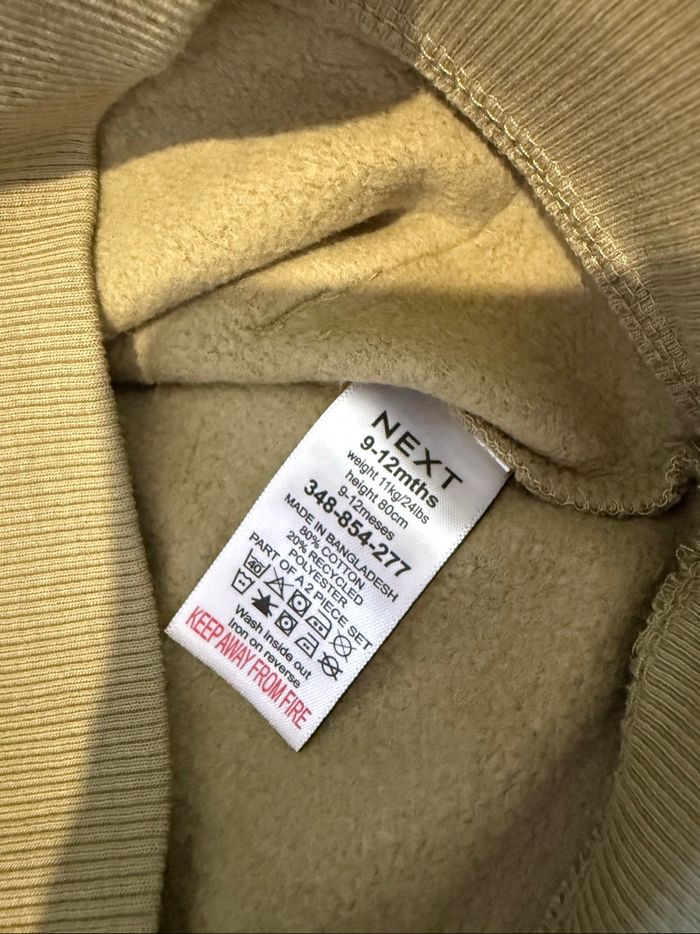 NEXT
9-12mths
weight 11kg/24lbs
height 80cm
9-12meses
348-854-277
MADE IN BANGLADESH
80% COTTON
20% RECYCLED
POLYESTER
PART OF A 2 PIECE SET
40
Wash inside out
Iron on reverse
KEEP AWAY FROM FIRE